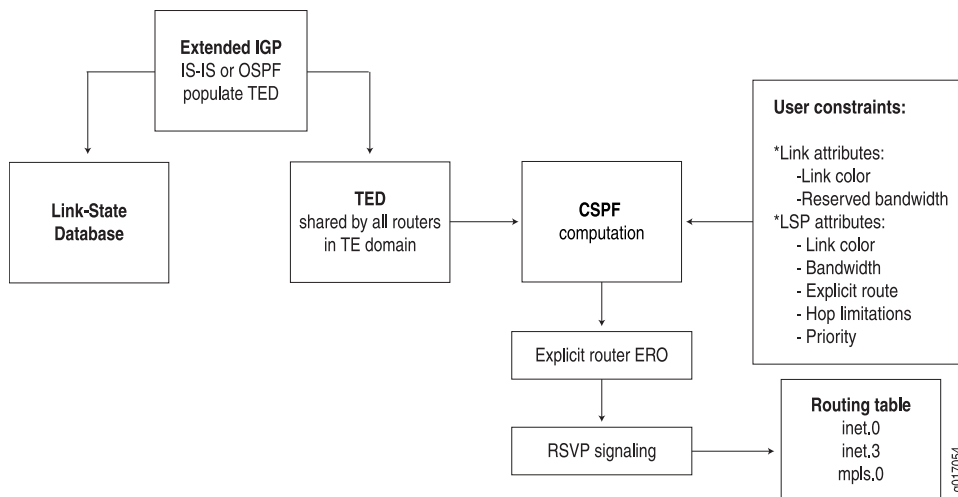 Extended IGP
IS-IS or OSPF
populate TED
Link-State
Database
TED
shared by all routers
in TE domain
CSPF
computation
User constraints:
*Link attributes:
-Link color
-Reserved bandwidth
*LSP attributes:
- Link color
- Bandwidth
- Explicit route
- Hop limitations
- Priority
Explicit router ERO
RSVP signaling
Routing table
inet.0
inet.3
mpls.0
g017054